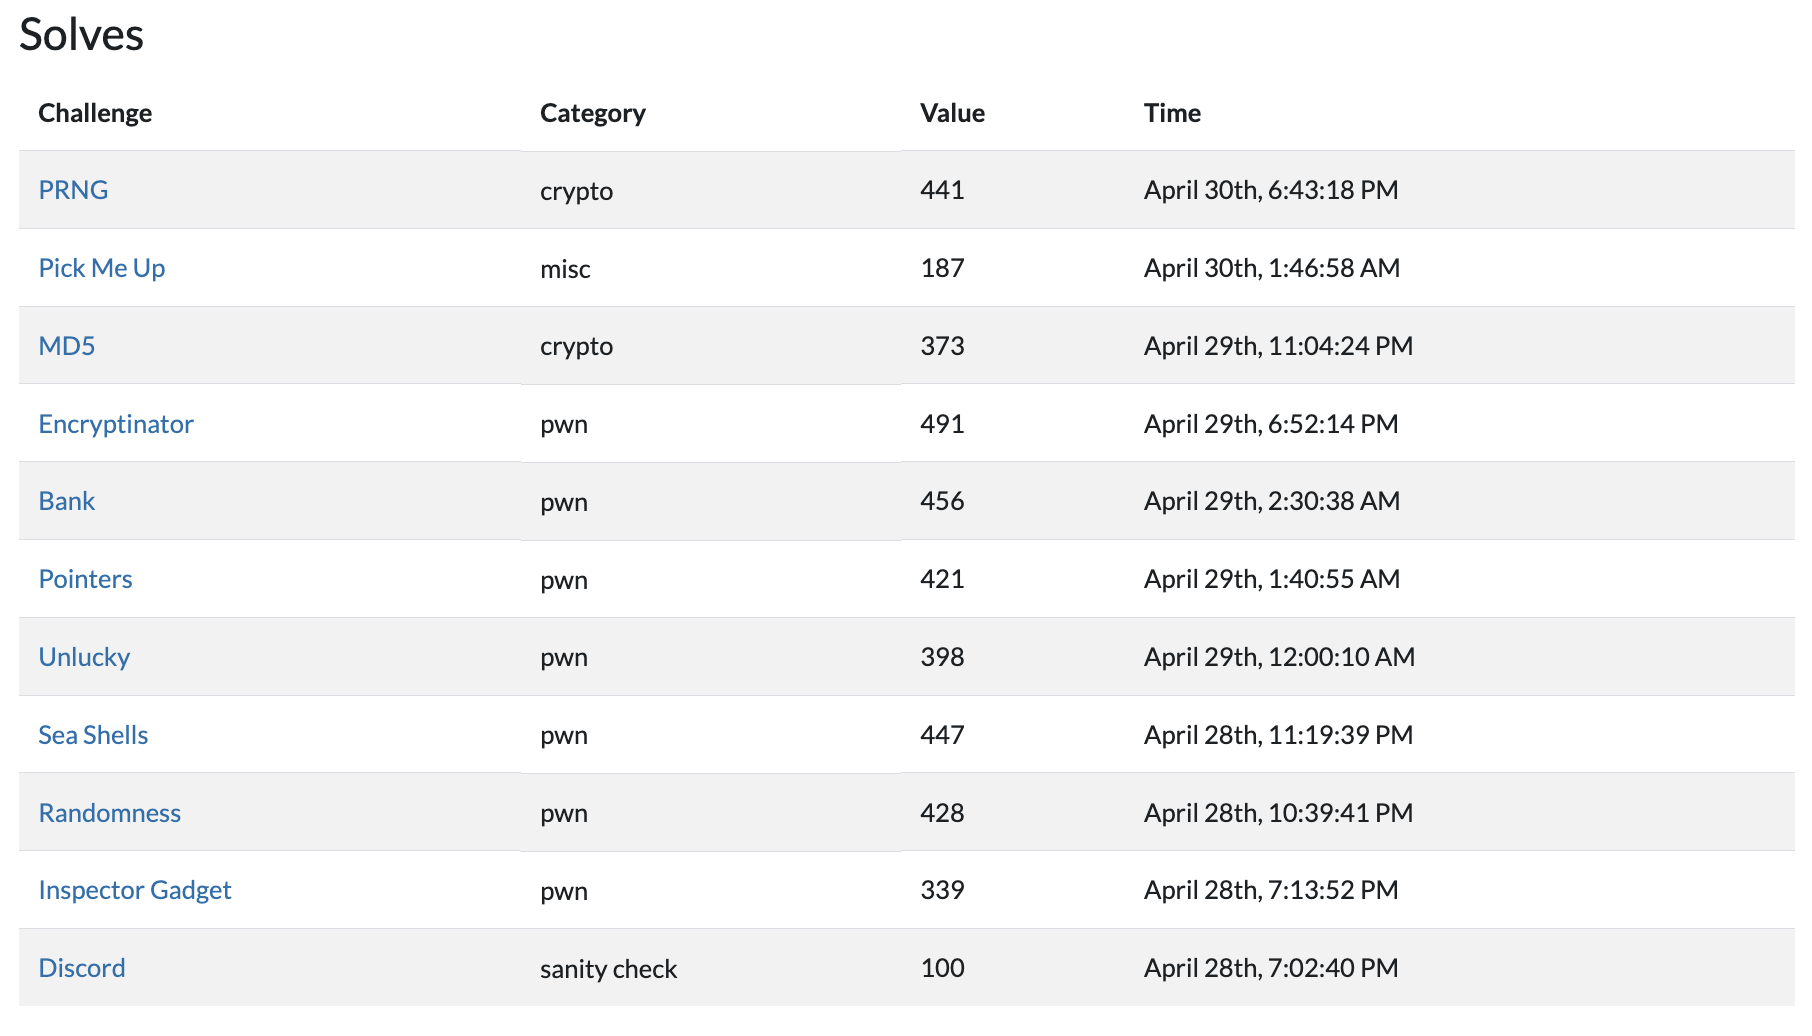 Solves
Challenge Category Value Time
PRNG crypto 441 April 30th, 6:43:18 PM
Pick Me Up misc 187 April 30th, 1:46:58 AM
MD5 crypto 373 April 29th, 11:04:24 PM
Encryptinator pwn 491 April 29th, 6:52:14 PM
Bank pwn 456 April 29th, 2:30:38 AM
Pointers pwn 421 April 29th, 1:40:55 AM
Unlucky pwn 398 April 29th, 12:00:10 AM
Sea Shells pwn 447 April 28th, 11:19:39 PM
Randomness pwn 428 April 28th, 10:39:41 PM
Inspector Gadget pwn 339 April 28th, 7:13:52 PM
Discord sanity check 100 April 28th, 7:02:40 PM